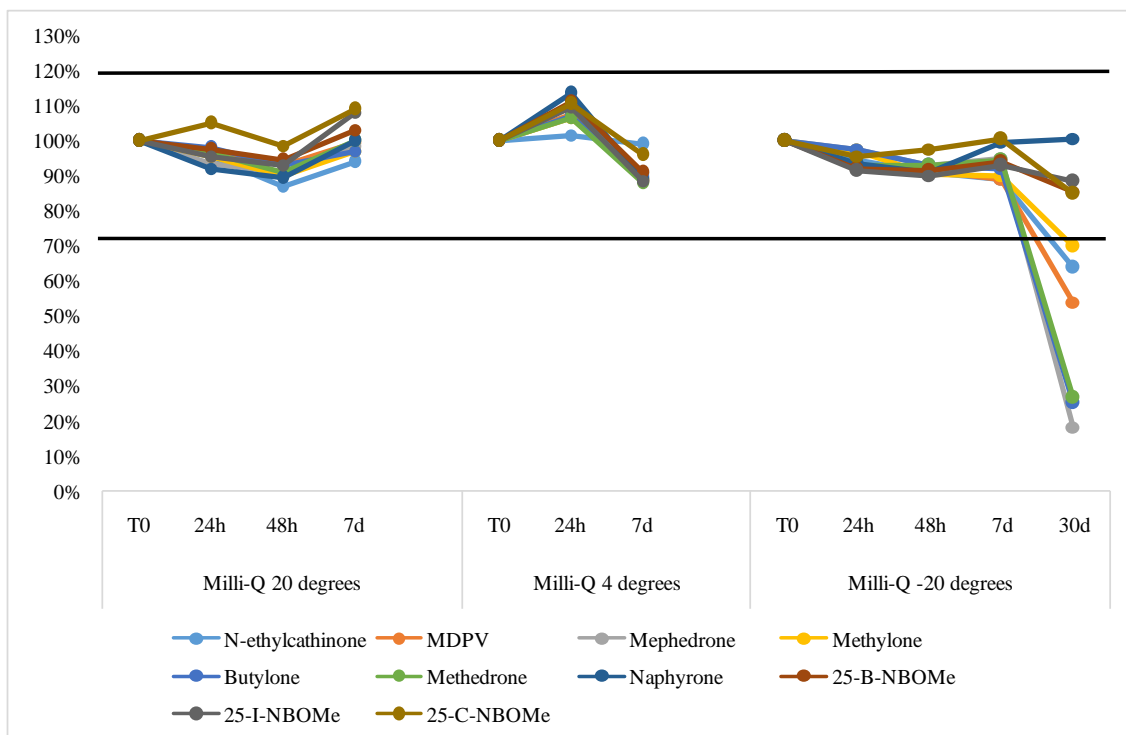 130%
120%
110%
100%
90%
80%
70%
60%
50%
40%
30%
20%
10%
0%
T0 24h 48h 7d T0 24h 7d T0 24h 48h 7d 30d
Milli-Q 20 degrees Milli-Q 4 degrees Milli-Q -20 degrees
N-ethylcathinone MDPV Mephedrone Methylone
Butylone Methedrone Naphyrone 25-B-NBOMe
25-I-NBOMe 25-C-NBOMe